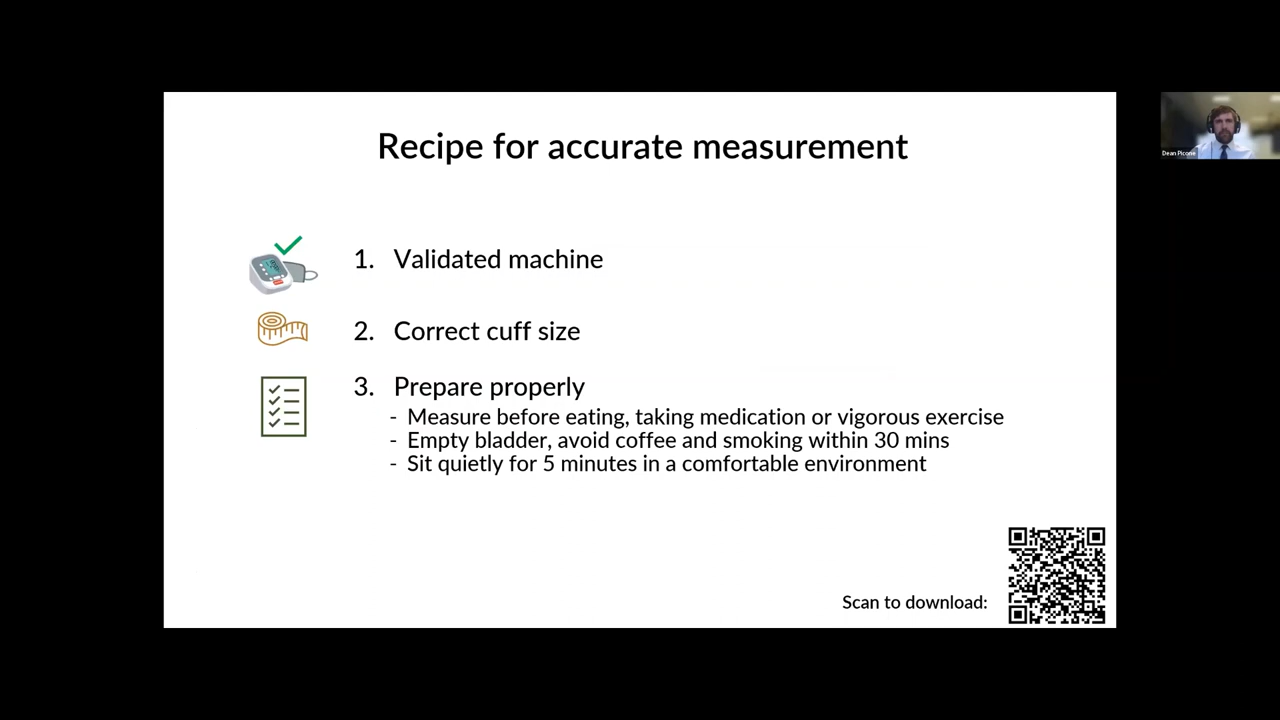 Recipe for accurate measurement
1. Validated machine
2. Correct cuff size
3. Prepare properly
- Measure before eating, taking medication or vigorous exercise
- Empty bladder, avoid coffee and smoking within 30 mins
- Sit quietly for 5 minutes in a comfortable environment
Scan to download:
Dean Picone